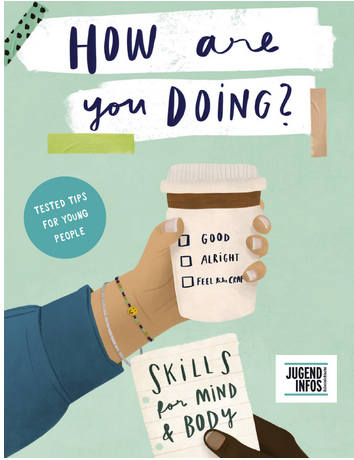 HOW are
you DOING?
TESTED TIPS
FOR YOUNG
PEOPLE
GOOD
ALRIGHT
FEEL like CRAP
SKILLS
for MIND
& BODY
JUGEND
INFOS